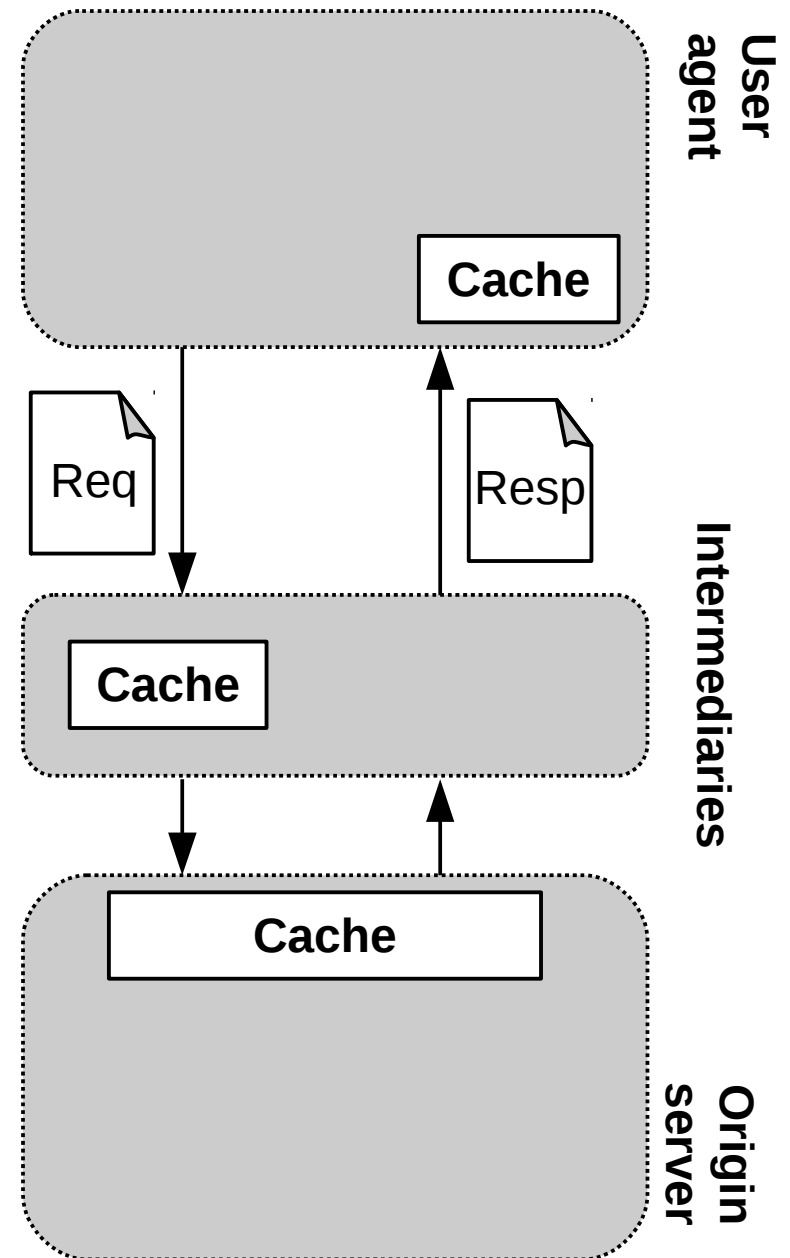 User
agent
Cache
Req
Resp
Intermediaries
Cache
Cache
Origin
server